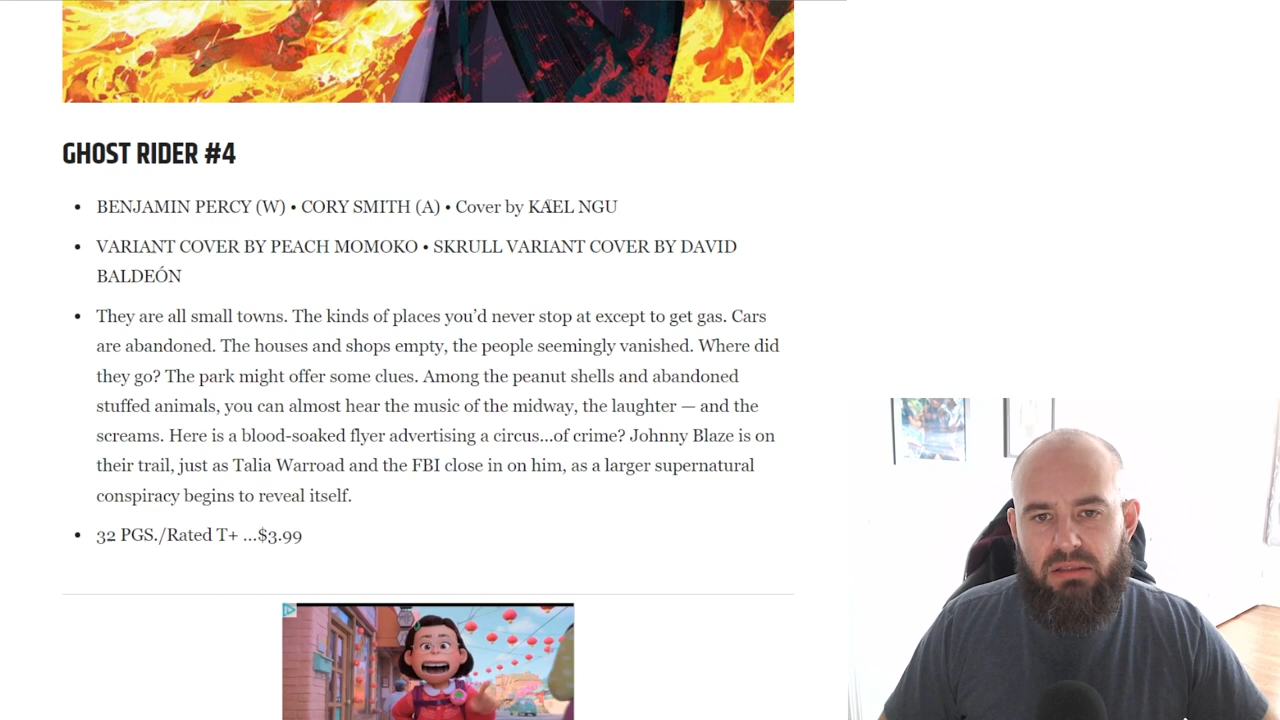 GHOST RIDER #4
• BENJAMIN PERCY (W) • CORY SMITH (A) • Cover by KAEL NGU
• VARIANT COVER BY PEACH MOMOKO • SKRULL VARIANT COVER BY DAVID
BALDEÓN
• They are all small towns. The kinds of places you’d never stop at except to get gas. Cars
are abandoned. The houses and shops empty, the people seemingly vanished. Where did
they go? The park might offer some clues. Among the peanut shells and abandoned
stuffed animals, you can almost hear the music of the midway, the laughter — and the
screams. Here is a blood-soaked flyer advertising a circus…of crime? Johnny Blaze is on
their trail, just as Talia Warroad and the FBI close in on him, as a larger supernatural
conspiracy begins to reveal itself.
• 32 PGS./Rated T+ …$3.99